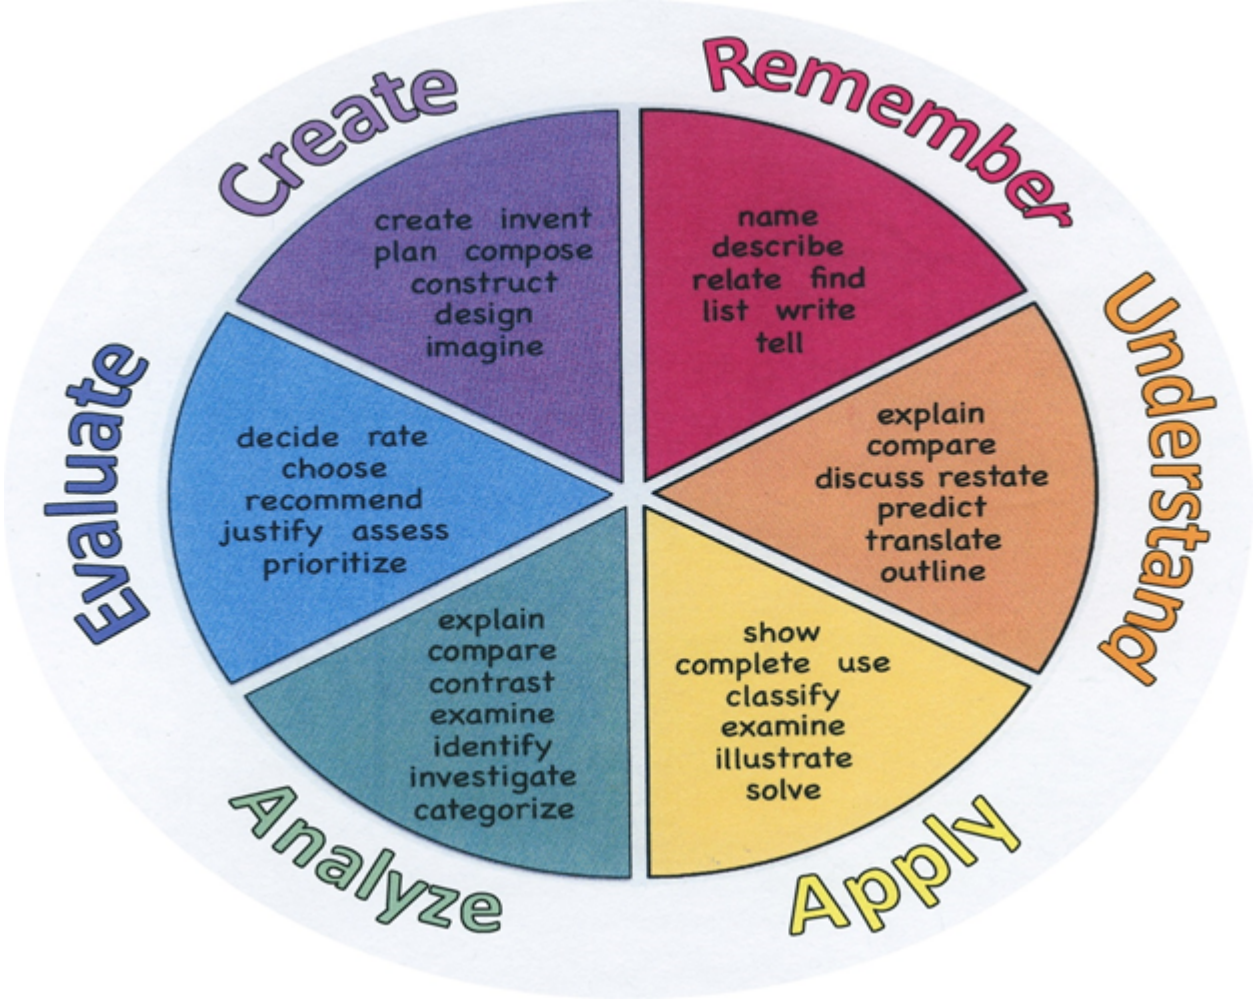 Remember
name
describe
relate find
list write
tell
Understand
explain
compare
discuss restate
predict
translate
outline
Apply
show
complete use
classify
examine
illustrate
solve
Analyze
explain
compare
contrast
examine
identify
investigate
categorize
Evaluate
decide rate
choose
recommend
justify assess
prioritize
Create
create invent
plan compose
construct
design
imagine